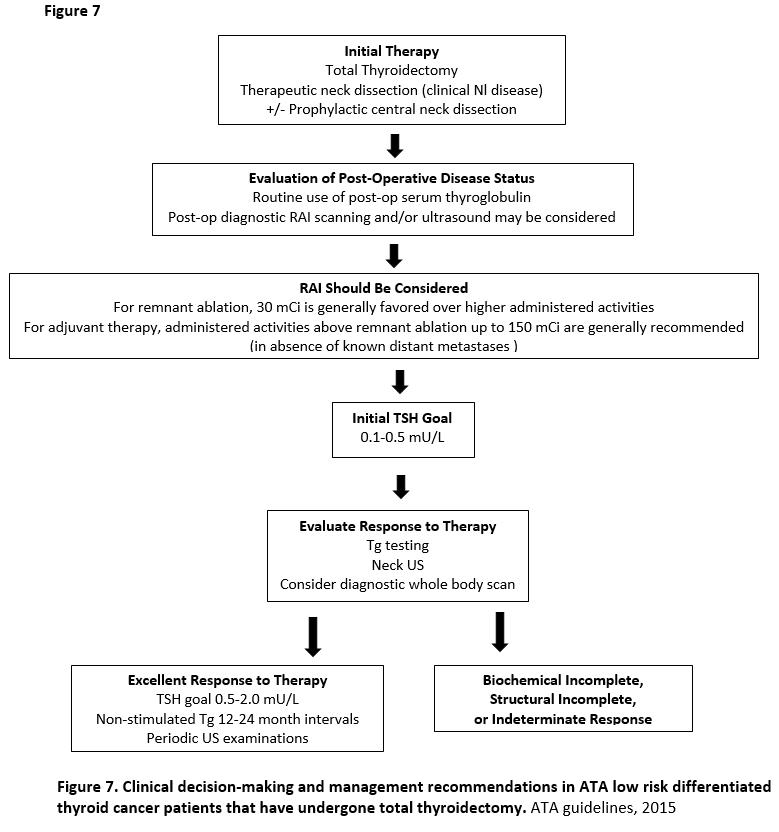 Figure 7
Initial Therapy
Total Thyroidectomy
Therapeutic neck dissection (clinical Nl disease)
+/- Prophylactic central neck dissection
Evaluation of Post-Operative Disease Status
Routine use of post-op serum thyroglobulin
Post-op diagnostic RAI scanning and/or ultrasound may be considered
RAI Should Be Considered
For remnant ablation, 30 mCi is generally favored over higher administered activities
For adjuvant therapy, administered activities above remnant ablation up to 150 mCi are generally recommended
(in absence of known distant metastases )
Initial TSH Goal
0.1-0.5 mU/L
Evaluate Response to Therapy
Tg testing
Neck US
Consider diagnostic whole body scan
Excellent Response to Therapy
TSH goal 0.5-2.0 mU/L
Non-stimulated Tg 12-24 month intervals
Periodic US examinations
Biochemical Incomplete,
Structural Incomplete,
or Indeterminate Response
Figure 7. Clinical decision-making and management recommendations in ATA low risk differentiated
thyroid cancer patients that have undergone total thyroidectomy. ATA guidelines, 2015